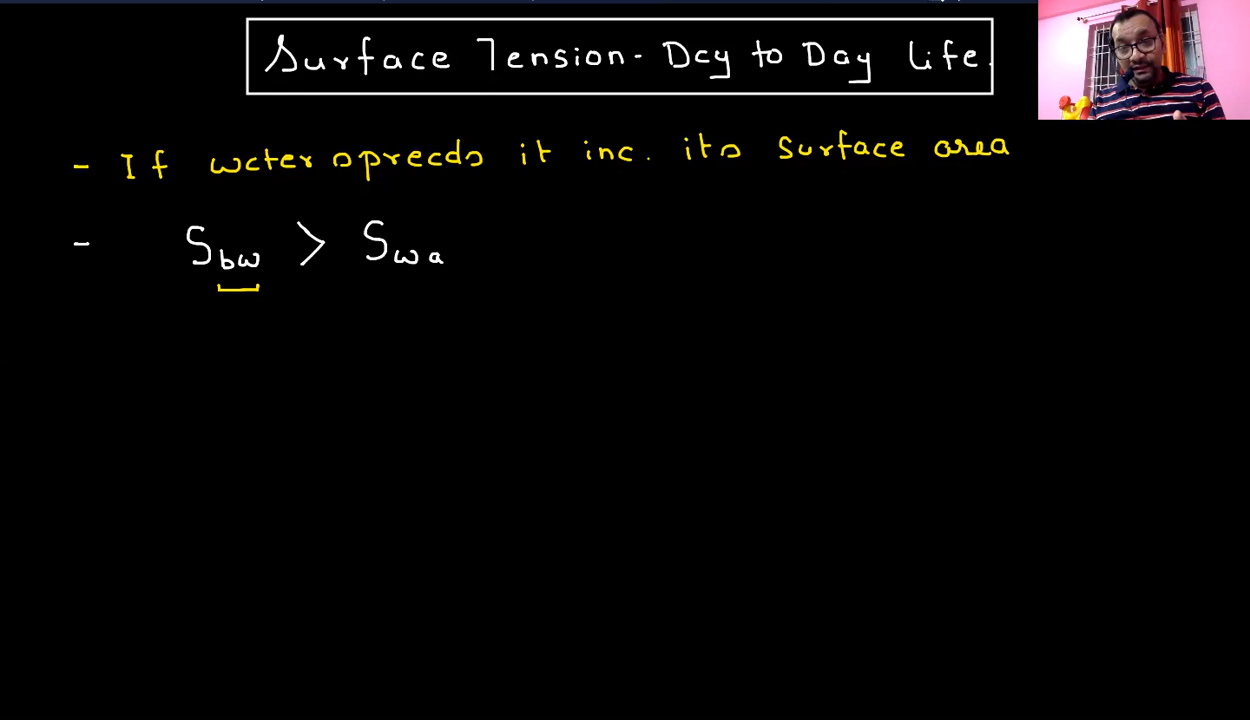 Surface Tension - Day to Day Life.
- If water spreads it inc. its surface area
- S_bw > S_wa